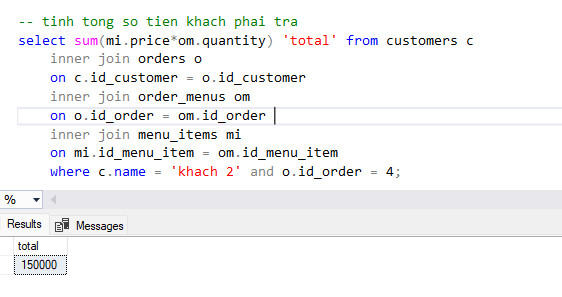 -- tinh tong so tien khach phai tra
select sum(mi.price*om.quantity) 'total' from customers c
inner join orders o
on c.id_customer = o.id_customer
inner join order_menus om
on o.id_order = om.id_order
inner join menu_items mi
on mi.id_menu_item = om.id_menu_item
where c.name = 'khach 2' and o.id_order = 4;
%
Results Messages
total
150000